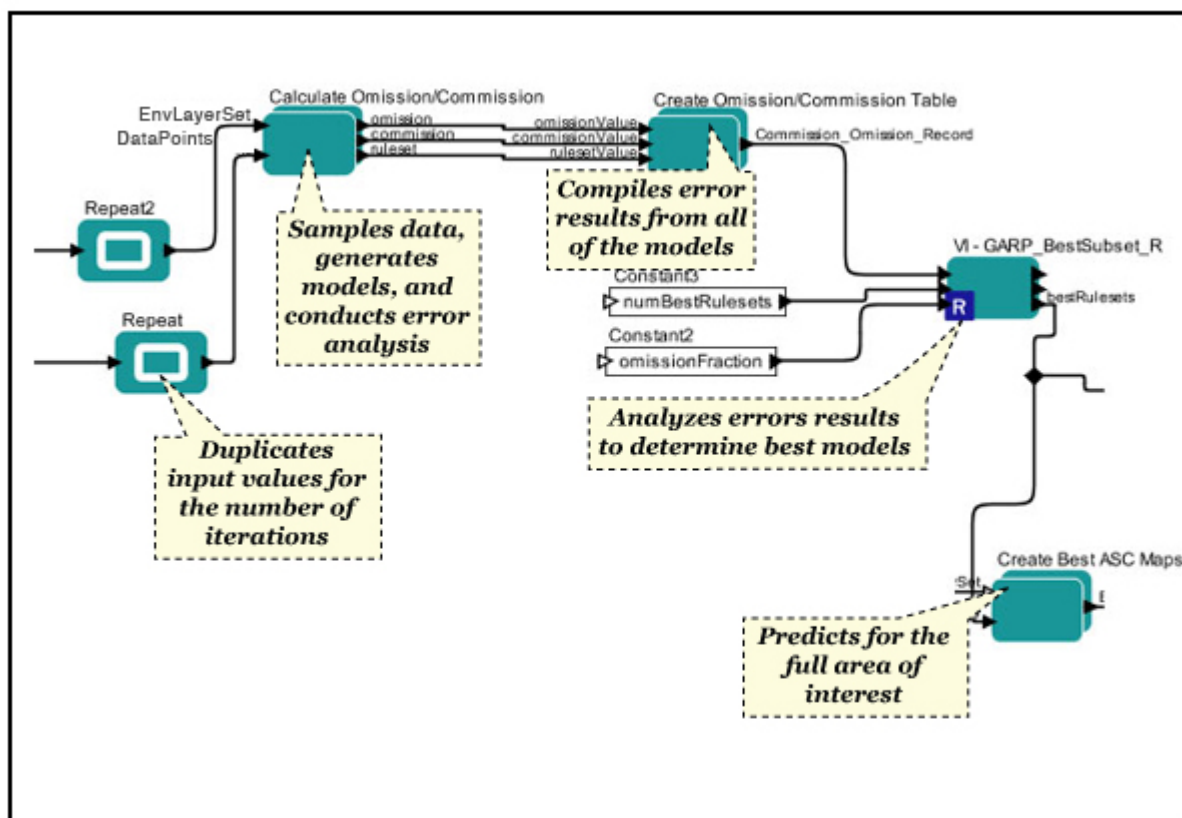 Calculate Omission/Commission
EnvLayerSet
DataPoints
omission
commission
ruleset
omissionValue
commissionValue
rulesetValue
Create Omission/Commission Table
Commission_Omission_Record
Repeat2
Samples data,
generates
models, and
conducts error
analysis
Compiles error
results from all
of the models
VI - GARP_BestSubset_R
Constant3
numBestRulesets
bestRulesets
R
Repeat
Constant2
omissionFraction
Analyzes errors results
to determine best models
Duplicates
input values for
the number of
iterations
Create Best ASC Maps
Set
Predicts for the
full area of
interest